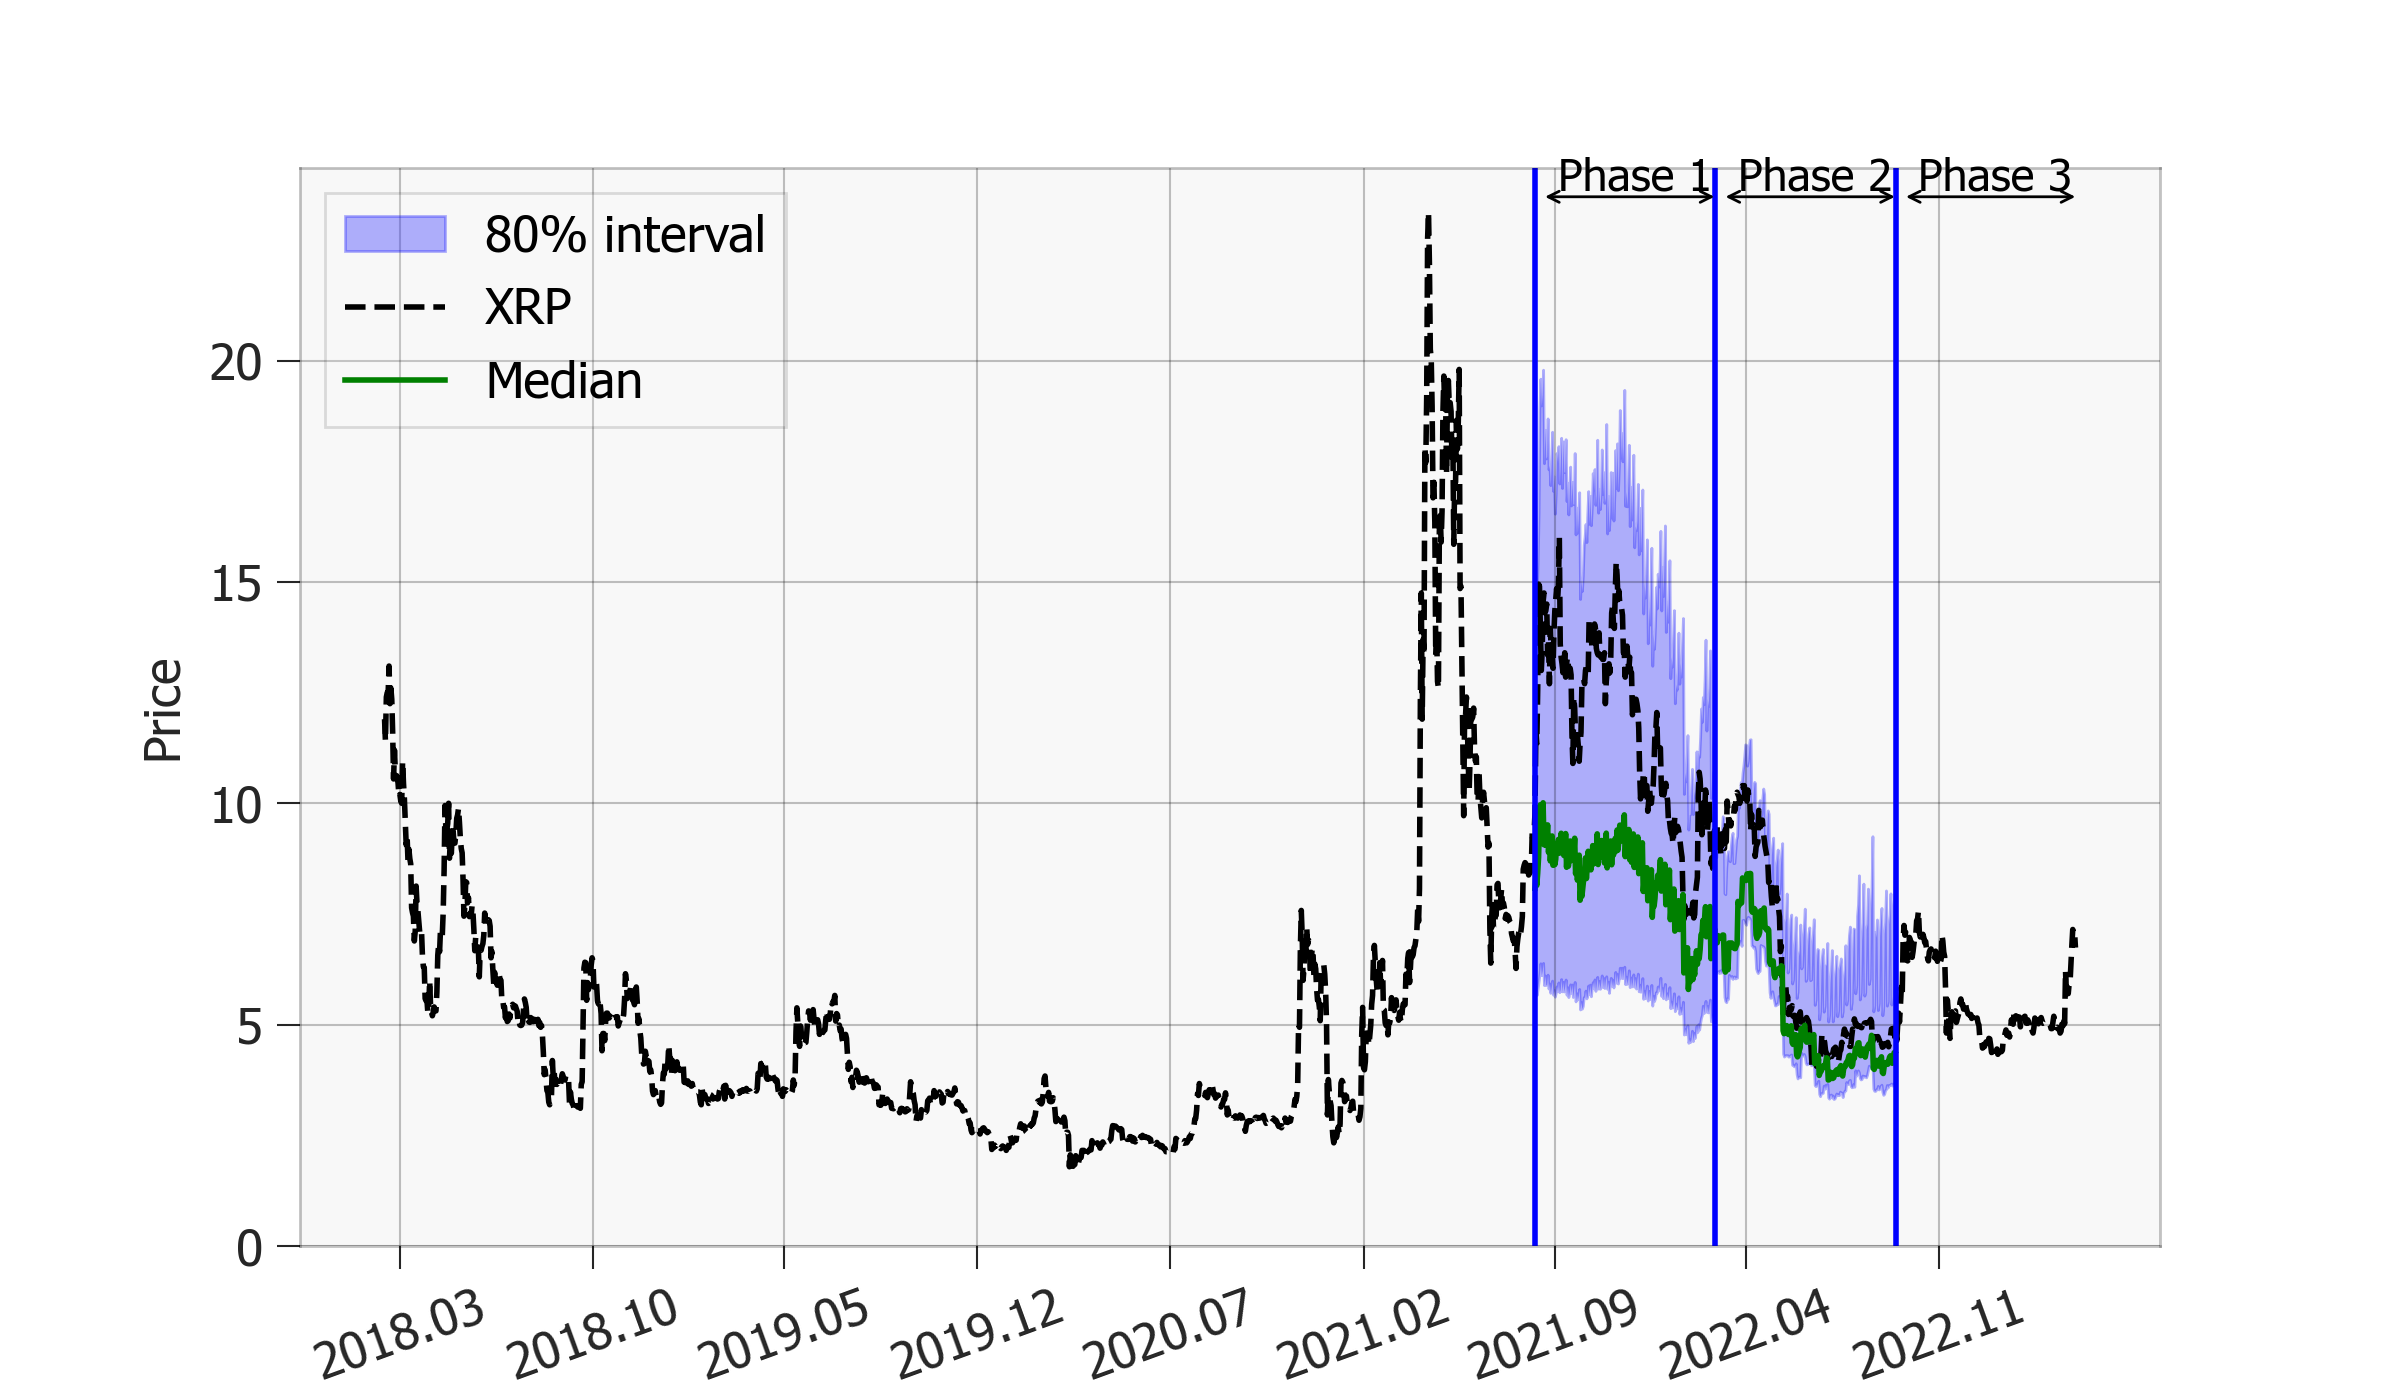 Phase 1
Phase 2
Phase 3
80% interval
XRP
Median
Price
20
15
10
5
0
2018.03
2018.10
2019.05
2019.12
2020.07
2021.02
2021.09
2022.04
2022.11